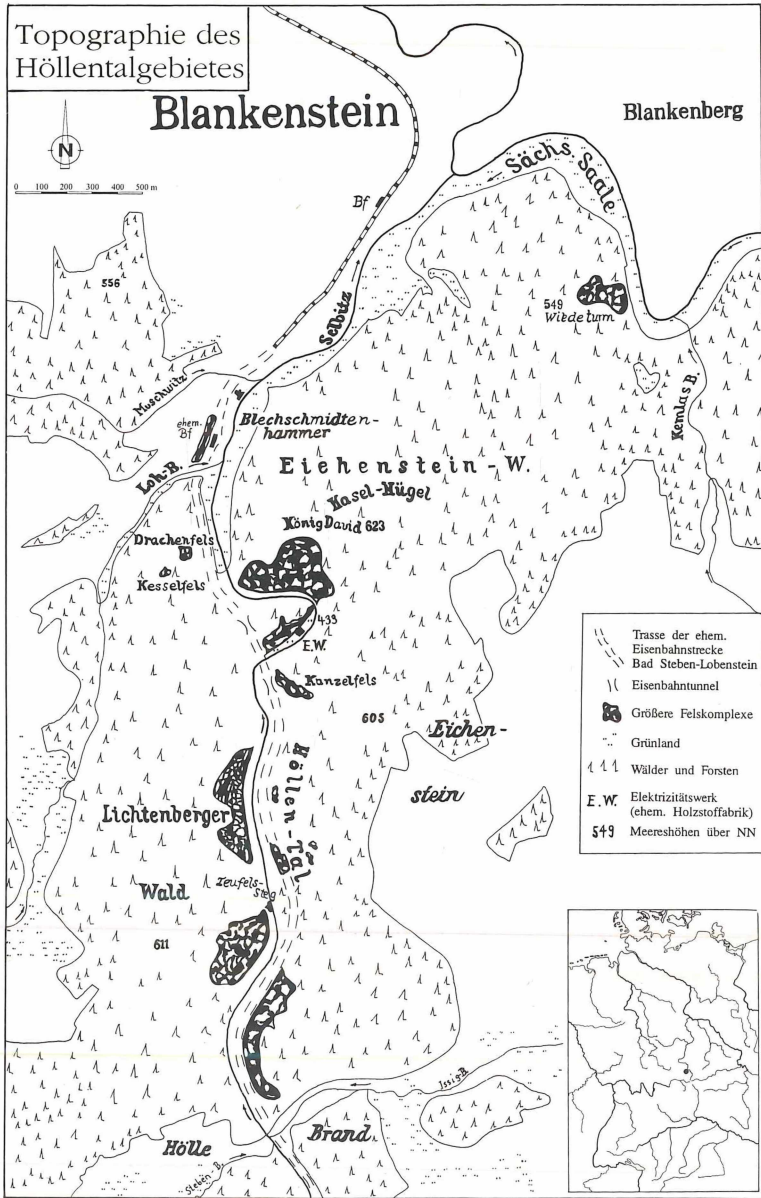 Topographie des
Höllentalgebietes
Blankenstein
Blankenberg
N
0 100 200 300 400 500 m
Sächs. Saale
Bf
556
Selbitz
549
Wiedeturm
Muschwitz
Kemlas B.
ehem.
Bf
Blechschmidten-
hammer
Loh-B.
Eichenstein-W.
Hasel-Hügel
König David 623
Drachenfels
Kesselfels
439
E.W.
Kanzelfels
605
Eichen-
stein
Trasse der ehem.
Eisenbahnstrecke
Bad Steben-Lobenstein
Eisenbahntunnel
Größere Felskomplexe
Grünland
Wälder und Forsten
E.W. Elektrizitätswerk
(ehem. Holzstoffabrik)
549 Meereshöhen über NN
Höllen-Tal
Lichtenberger
Wald
Teufels-
steg
611
Issig-B.
Hölle
Brand
Steben-B.